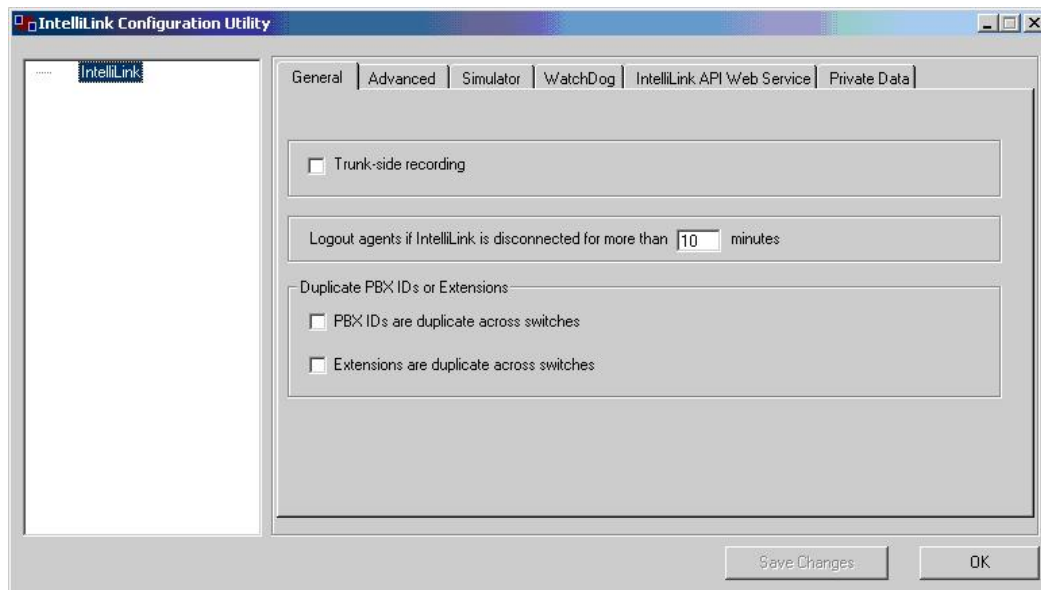 IntelliLink Configuration Utility
IntelliLink
General Advanced Simulator WatchDog IntelliLink API Web Service Private Data
Trunk-side recording
Logout agents if IntelliLink is disconnected for more than 10 minutes
Duplicate PBX IDs or Extensions
PBX IDs are duplicate across switches
Extensions are duplicate across switches
Save Changes OK